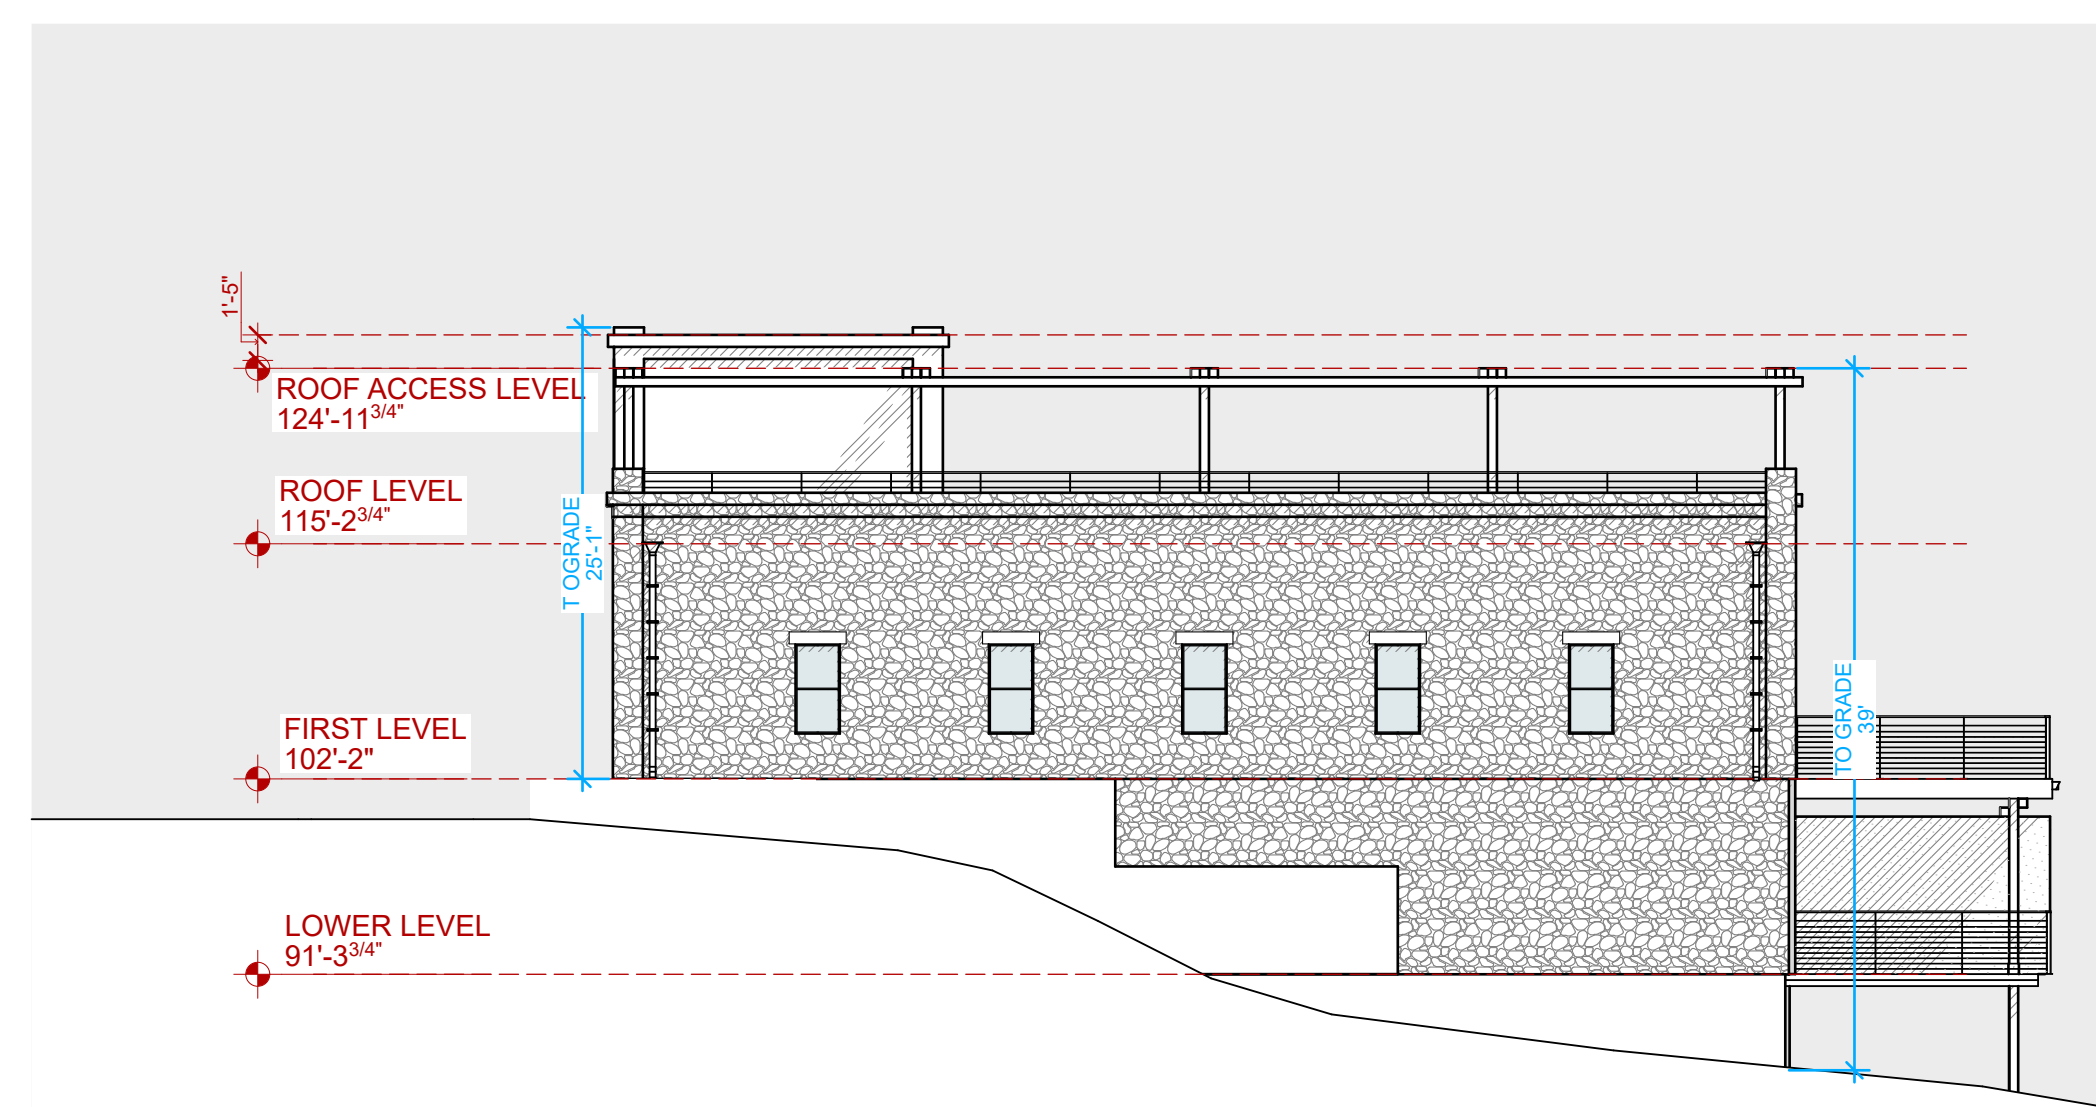 1'-5"
ROOF ACCESS LEVEL
124'-11 3/4"
ROOF LEVEL
115'-2 3/4"
T OGRADE
25'-1"
FIRST LEVEL
102'-2"
TO GRADE
39'
LOWER LEVEL
91'-3 3/4"